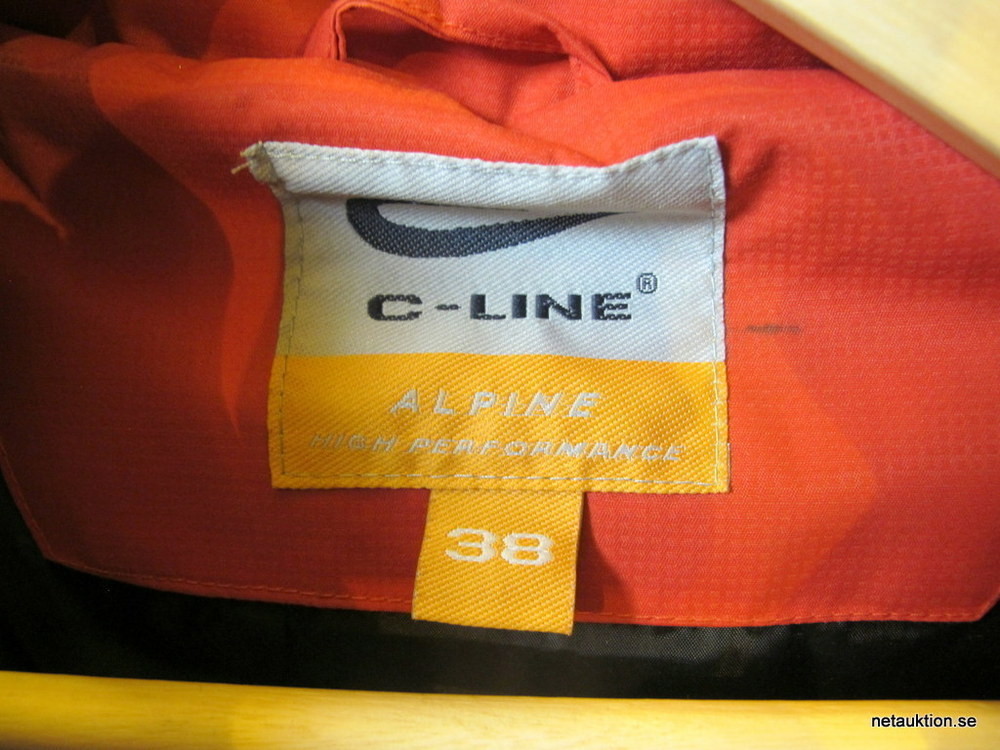 C-LINE®
ALPINE
HIGH PERFORMANCE
38
netauktion.se